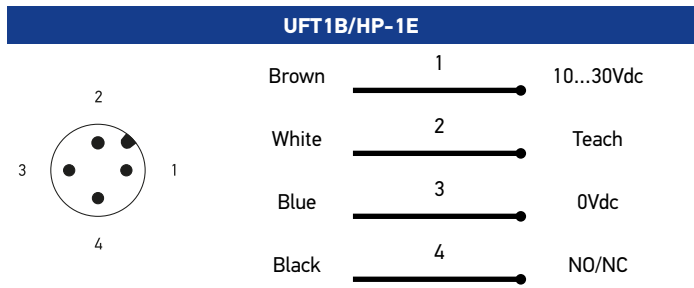 UFT1B/HP-1E
Brown 1 10...30Vdc
2
White 2 Teach
3 1
Blue 3 0Vdc
4
Black 4 NO/NC